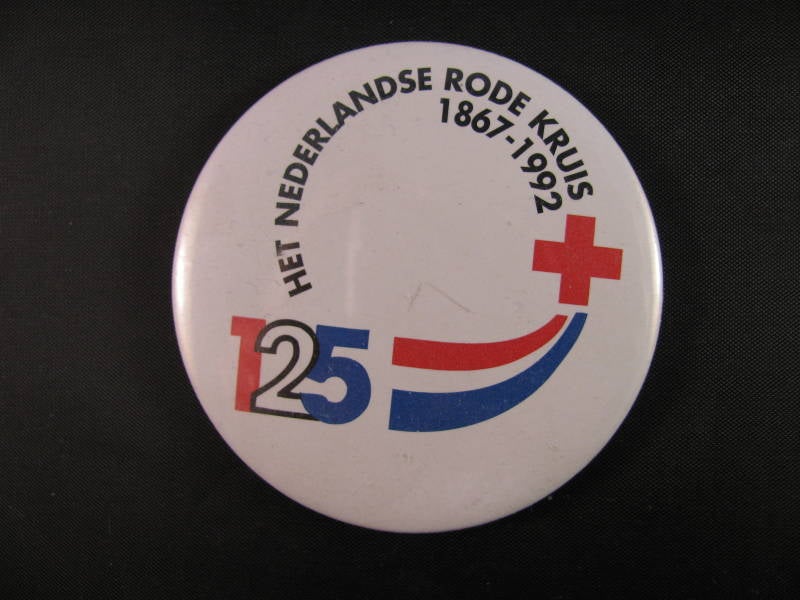 HET NEDERLANDSE RODE KRUIS
1867-1992
125